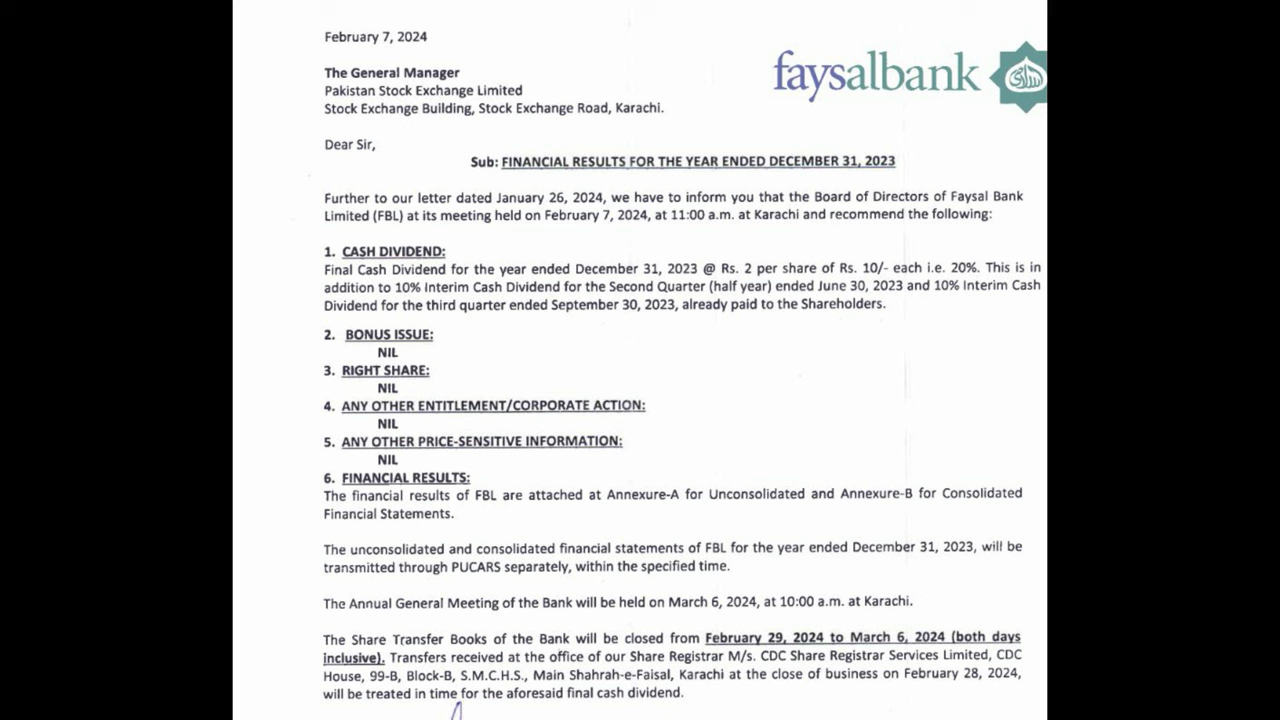 February 7, 2024
faysalbank
The General Manager
Pakistan Stock Exchange Limited
Stock Exchange Building, Stock Exchange Road, Karachi.
Dear Sir,
Sub: FINANCIAL RESULTS FOR THE YEAR ENDED DECEMBER 31, 2023
Further to our letter dated January 26, 2024, we have to inform you that the Board of Directors of Faysal Bank
Limited (FBL) at its meeting held on February 7, 2024, at 11:00 a.m. at Karachi and recommend the following:
1. CASH DIVIDEND:
Final Cash Dividend for the year ended December 31, 2023 @ Rs. 2 per share of Rs. 10/- each i.e. 20%. This is in
addition to 10% Interim Cash Dividend for the Second Quarter (half year) ended June 30, 2023 and 10% Interim Cash
Dividend for the third quarter ended September 30, 2023, already paid to the Shareholders.
2. BONUS ISSUE:
NIL
3. RIGHT SHARE:
NIL
4. ANY OTHER ENTITLEMENT/CORPORATE ACTION:
NIL
5. ANY OTHER PRICE-SENSITIVE INFORMATION:
NIL
6. FINANCIAL RESULTS:
The financial results of FBL are attached at Annexure-A for Unconsolidated and Annexure-B for Consolidated
Financial Statements.
The unconsolidated and consolidated financial statements of FBL for the year ended December 31, 2023, will be
transmitted through PUCARS separately, within the specified time.
The Annual General Meeting of the Bank will be held on March 6, 2024, at 10:00 a.m. at Karachi.
The Share Transfer Books of the Bank will be closed from February 29, 2024 to March 6, 2024 (both days
inclusive). Transfers received at the office of our Share Registrar M/s. CDC Share Registrar Services Limited, CDC
House, 99-B, Block-B, S.M.C.H.S., Main Shahrah-e-Faisal, Karachi at the close of business on February 28, 2024,
will be treated in time for the aforesaid final cash dividend.